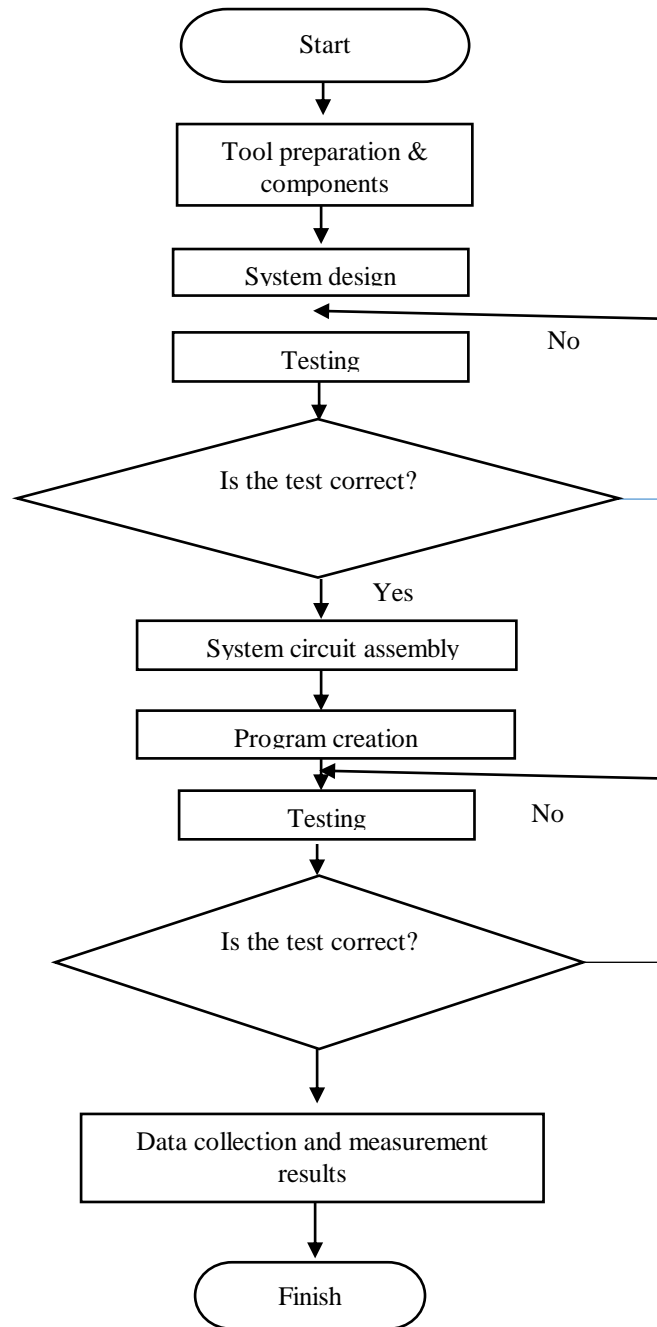 Start
Tool preparation &
components
System design
No
Testing
Is the test correct?
Yes
System circuit assembly
Program creation
No
Testing
Is the test correct?
Data collection and measurement
results
Finish